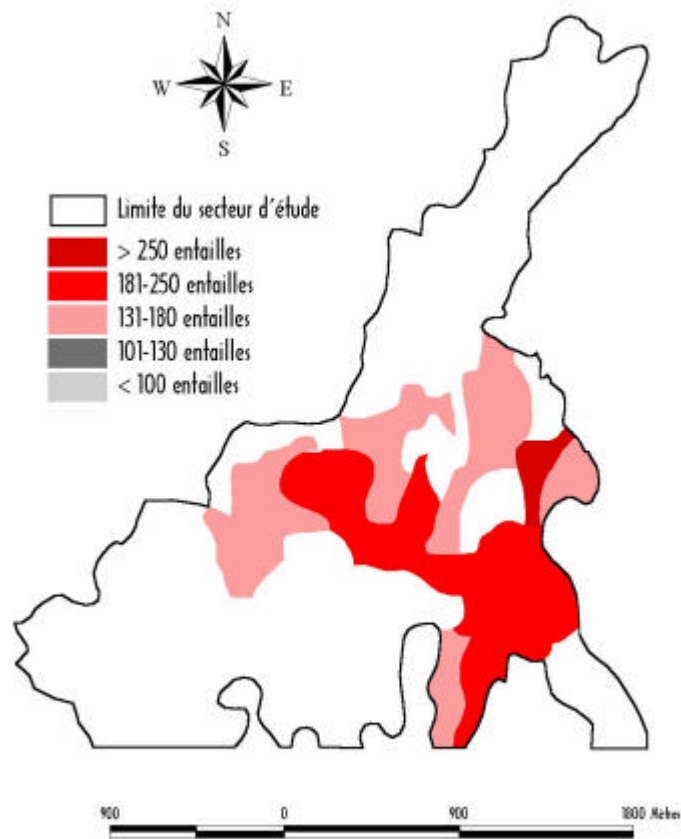 N
W E
S
Limite du secteur d'étude
> 250 entailles
181-250 entailles
131-180 entailles
101-130 entailles
< 100 entailles
900 0 900 1800 Mètres